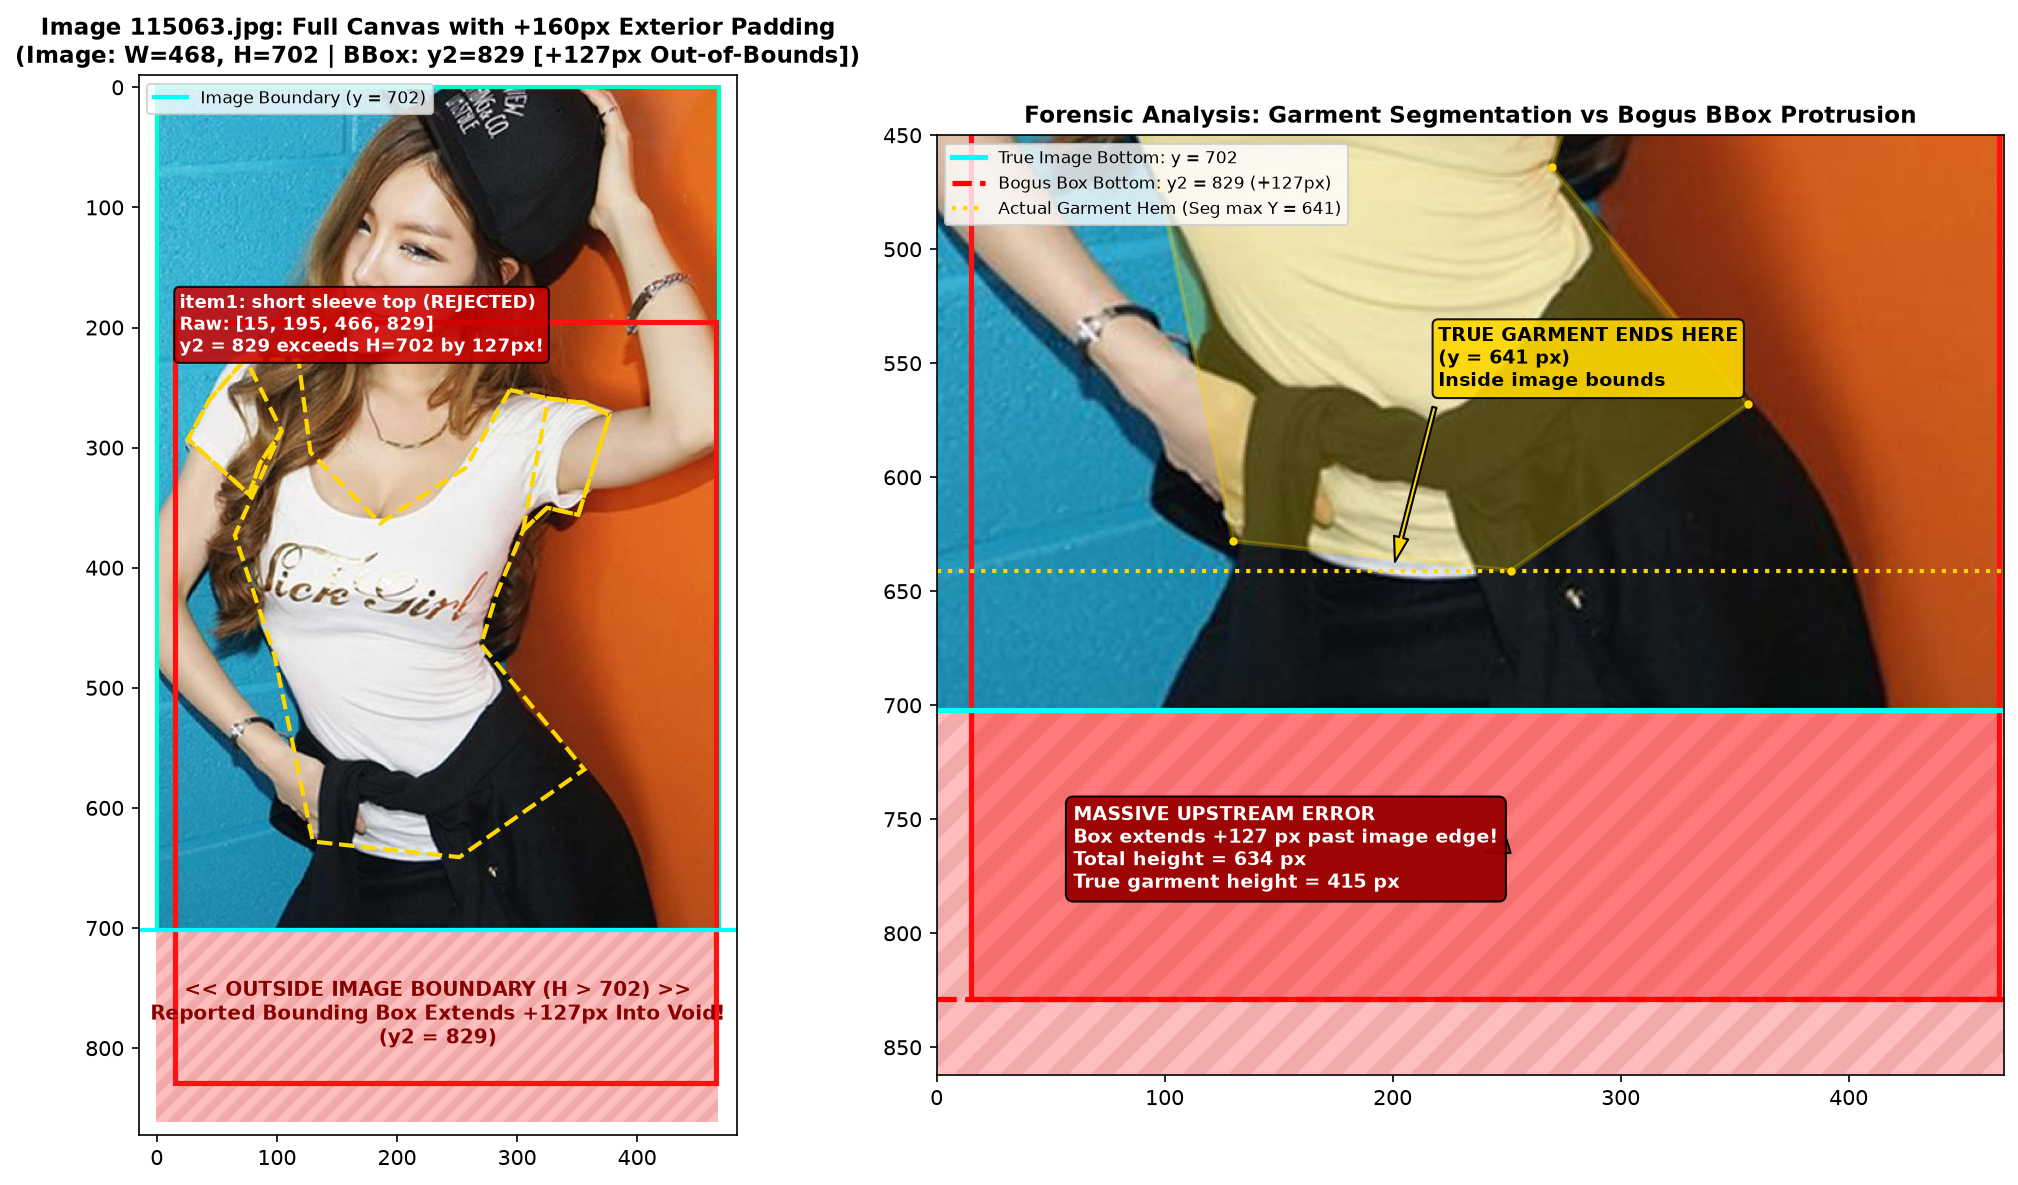 Image 115063.jpg: Full Canvas with +160px Exterior Padding
(Image: W=468, H=702 | BBox: y2=829 [+127px Out-of-Bounds])
Image Boundary (y = 702)
item1: short sleeve top (REJECTED)
Raw: [15, 195, 466, 829]
y2 = 829 exceeds H=702 by 127px!
Sick Girl
<< OUTSIDE IMAGE BOUNDARY (H > 702) >>
Reported Bounding Box Extends +127px Into Void!
(y2 = 829)
0
100
200
300
400
500
600
700
800
0
100
200
300
400
Forensic Analysis: Garment Segmentation vs Bogus BBox Protrusion
True Image Bottom: y = 702
Bogus Box Bottom: y2 = 829 (+127px)
Actual Garment Hem (Seg max Y = 641)
TRUE GARMENT ENDS HERE
(y = 641 px)
Inside image bounds
MASSIVE UPSTREAM ERROR
Box extends +127 px past image edge!
Total height = 634 px
True garment height = 415 px
450
500
550
600
650
700
750
800
850
0
100
200
300
400